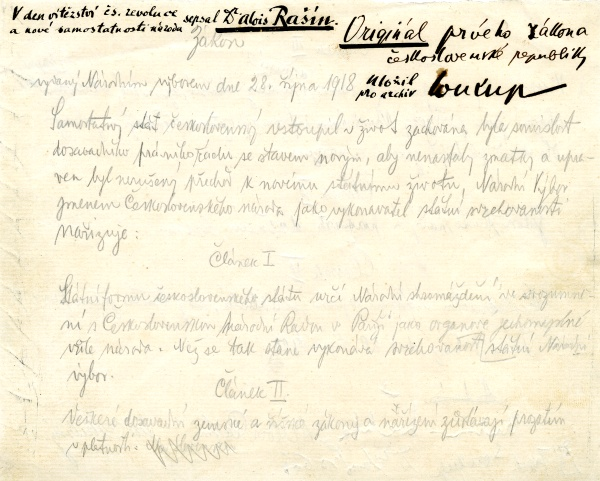 V den vítězství čs. revoluce
a nové samostatnosti národa sepsal Dr Alois Rašín.
Originál prvého zákona
československé republiky
uložil
pro archiv Soukup
Zákon
vydaný Národním výborem dne 28. října 1918
Samostatný stát československý vstoupil v život zachována byla souvislost
dosavadního právního řádu se stavem novým, aby nenastaly zmatky a upra-
ven byl nerušený přechod k novému státnímu životu, Národní Výbor
jménem Československého národa jako vykonavatel státní svrchovanosti
nařizuje:
Článek I
Státní formu československého státu určí Národní shromáždění ve srozumě-
ní s Československou Národní Radou v Paříži jako orgánové jednomyslné
vůle národa. Než se tak stane vykonává svrchovanost státní Národní
výbor.
Článek II
Veškeré dosavadní zemské a říšské zákony a nařízení zůstávají prozatím
v platnosti.